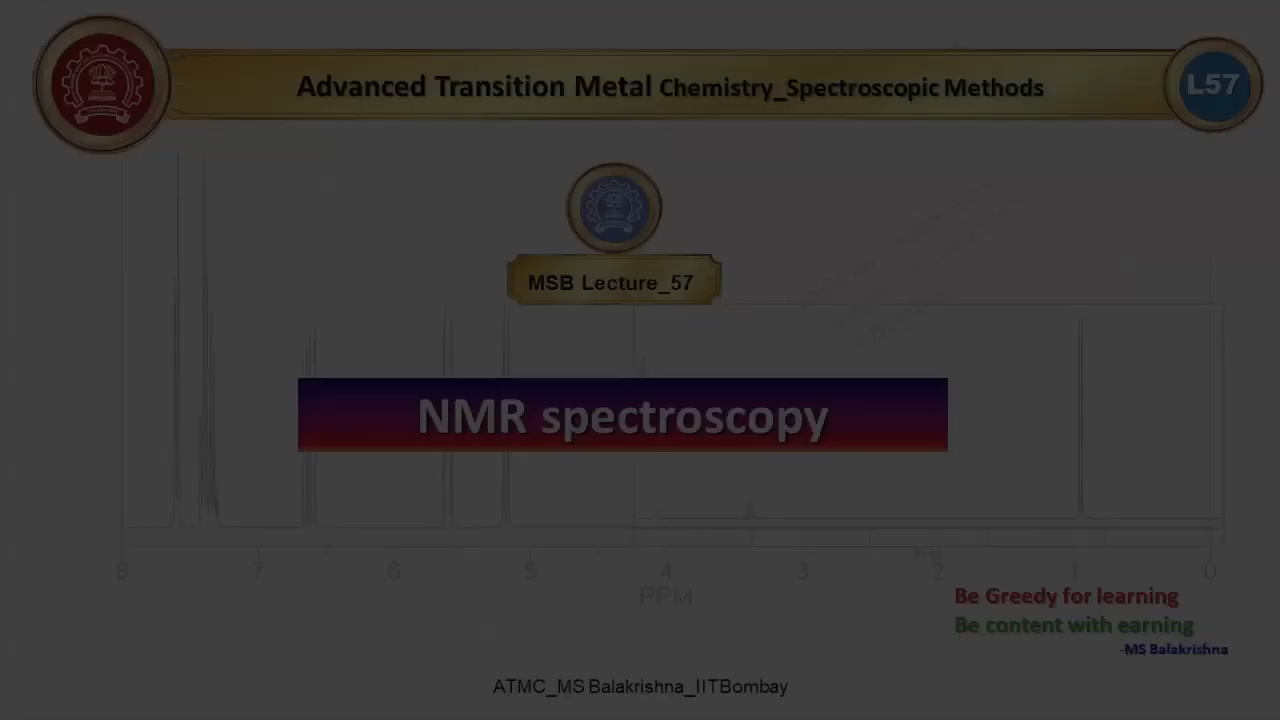 Advanced Transition Metal Chemistry_Spectroscopic Methods
L57
MSB Lecture_57
NMR spectroscopy
8 7 6 5 4 3 2 1 0
PPM
Be Greedy for learning
Be content with earning
-MS Balakrishna
ATMC_MS Balakrishna_IITBombay